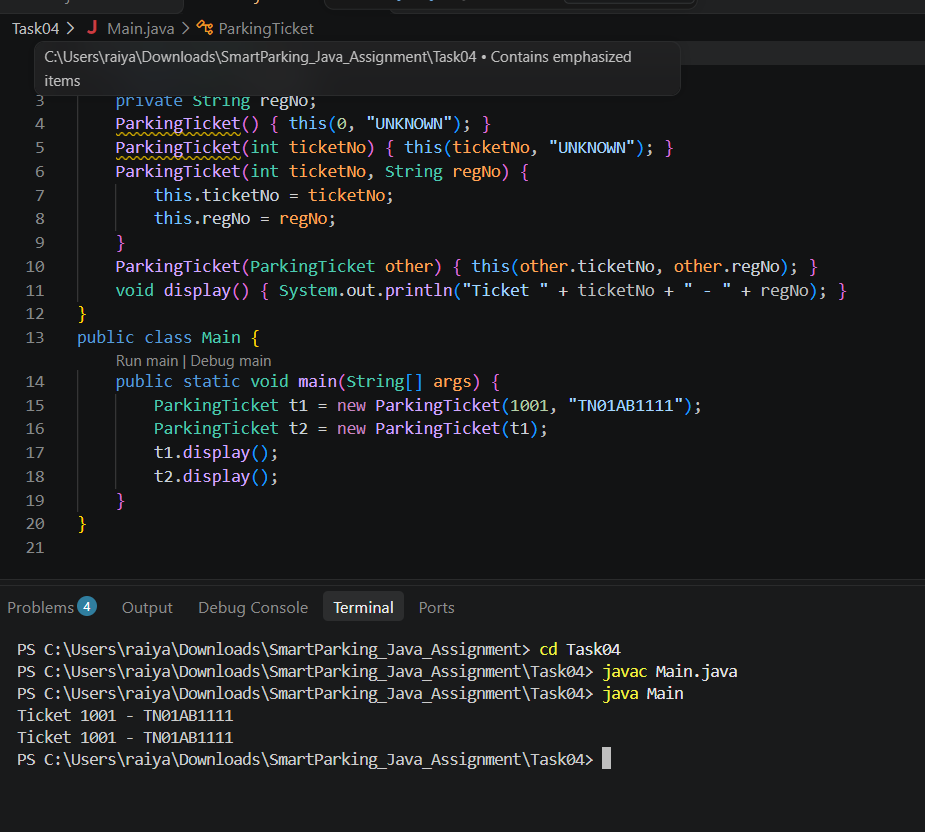 Task04 > Main.java > ParkingTicket
C:\Users\raiya\Downloads\SmartParking_Java_Assignment\Task04 • Contains emphasized
items
3 private String regNo;
4 ParkingTicket() { this(0, "UNKNOWN"); }
5 ParkingTicket(int ticketNo) { this(ticketNo, "UNKNOWN"); }
6 ParkingTicket(int ticketNo, String regNo) {
7 this.ticketNo = ticketNo;
8 this.regNo = regNo;
9 }
10 ParkingTicket(ParkingTicket other) { this(other.ticketNo, other.regNo); }
11 void display() { System.out.println("Ticket " + ticketNo + " - " + regNo); }
12 }
13 public class Main {
Run main | Debug main
14 public static void main(String[] args) {
15 ParkingTicket t1 = new ParkingTicket(1001, "TN01AB1111");
16 ParkingTicket t2 = new ParkingTicket(t1);
17 t1.display();
18 t2.display();
19 }
20 }
21
Problems 4 Output Debug Console Terminal Ports
PS C:\Users\raiya\Downloads\SmartParking_Java_Assignment> cd Task04
PS C:\Users\raiya\Downloads\SmartParking_Java_Assignment\Task04> javac Main.java
PS C:\Users\raiya\Downloads\SmartParking_Java_Assignment\Task04> java Main
Ticket 1001 - TN01AB1111
Ticket 1001 - TN01AB1111
PS C:\Users\raiya\Downloads\SmartParking_Java_Assignment\Task04>